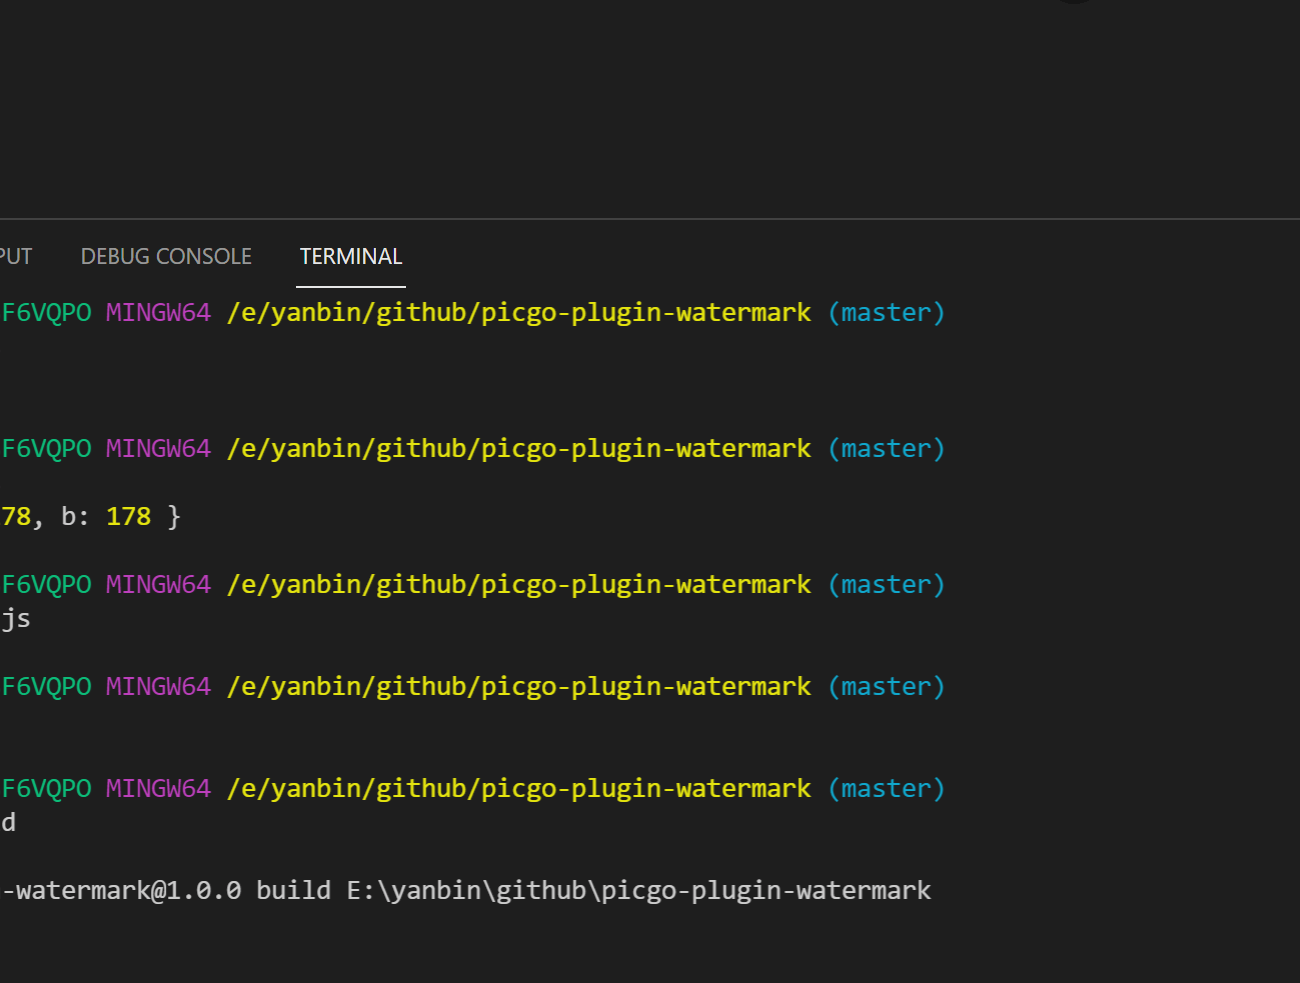 PUT DEBUG CONSOLE TERMINAL
F6VQPO MINGW64 /e/yanbin/github/picgo-plugin-watermark (master)
F6VQPO MINGW64 /e/yanbin/github/picgo-plugin-watermark (master)
78, b: 178 }
F6VQPO MINGW64 /e/yanbin/github/picgo-plugin-watermark (master)
js
F6VQPO MINGW64 /e/yanbin/github/picgo-plugin-watermark (master)
F6VQPO MINGW64 /e/yanbin/github/picgo-plugin-watermark (master)
d
-watermark@1.0.0 build E:\yanbin\github\picgo-plugin-watermark